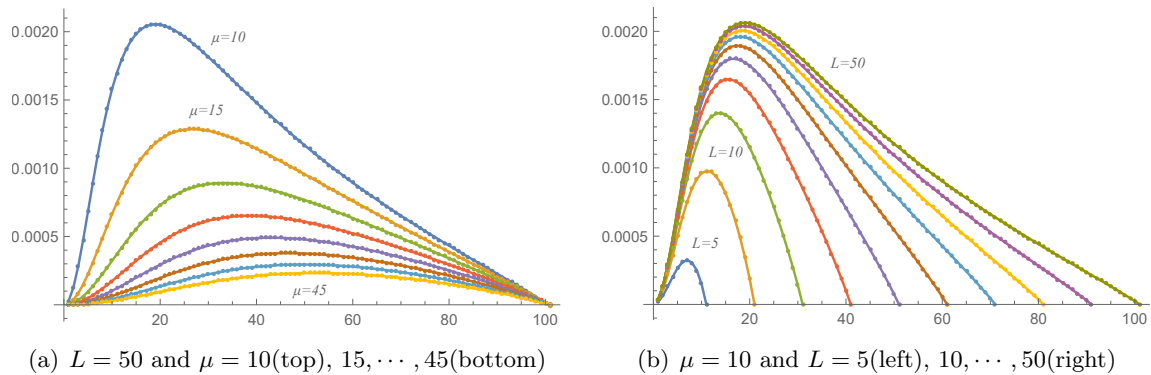 0.0020
0.0015
0.0010
0.0005
20 40 60 80 100
μ=10
μ=15
μ=45
(a) L = 50 and μ = 10(top), 15, ⋯ , 45(bottom)
0.0020
0.0015
0.0010
0.0005
20 40 60 80 100
L=50
L=10
L=5
(b) μ = 10 and L = 5(left), 10, ⋯ , 50(right)